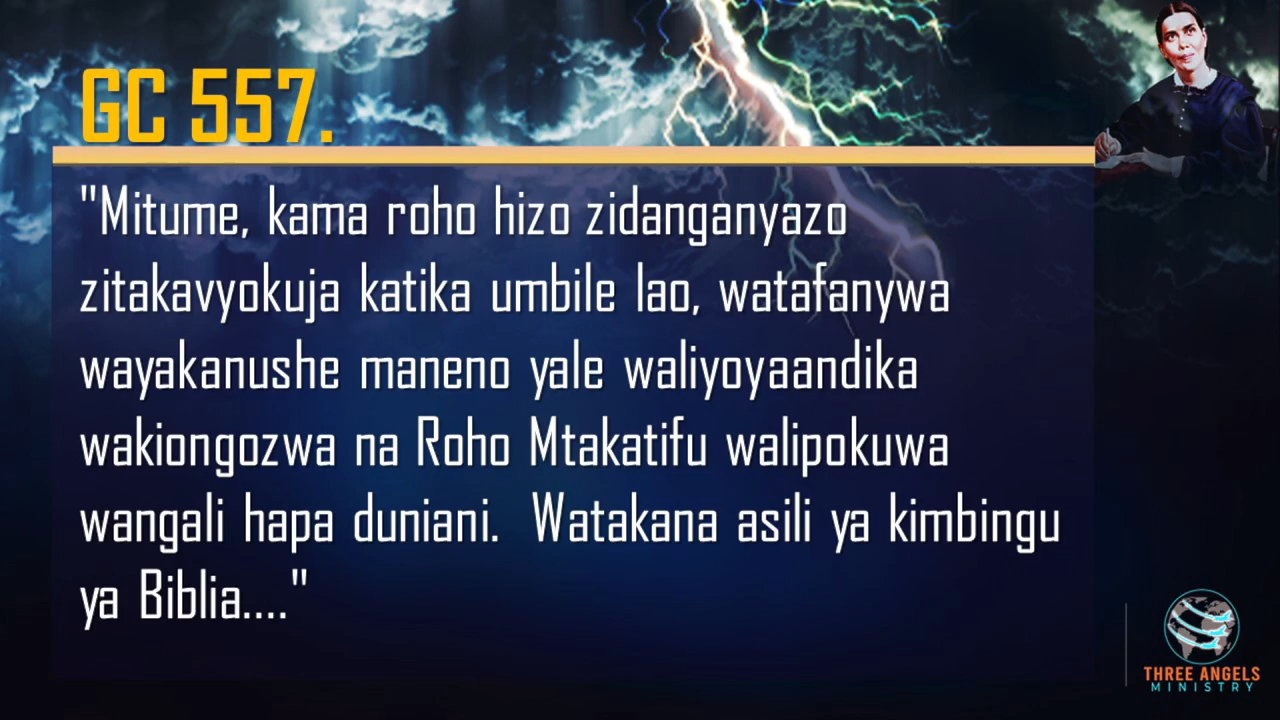 GC 557.
"Mitume, kama roho hizo zidanganyazo
zitakavyokuja katika umbile lao, watafanywa
wayakanushe maneno yale waliyoyaandika
wakiongozwa na Roho Mtakatifu walipokuwa
wangali hapa duniani.  Watakana asili ya kimbingu
ya Biblia...."
THREE ANGELS
MINISTRY